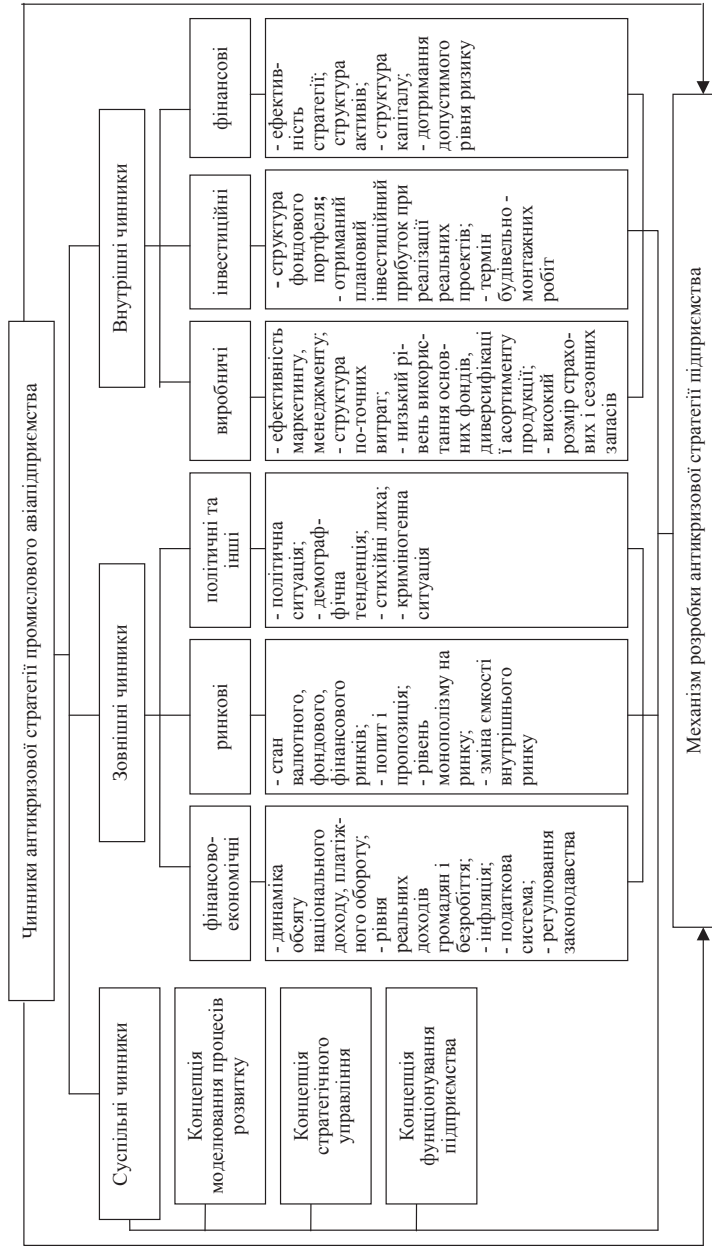 Чинники антикризової стратегії промислового авіапідприємства
Суспільні чинники
Концепція
моделювання процесів
розвитку
Концепція
стратегічного
управління
Концепція
функціонування
підприємства
Зовнішні чинники
фінансово-
економічні
- динаміка
обсягу
національного
доходу, платіж-
ного обороту;
- рівня
реальних
доходів
громадян і
безробіття;
- інфляція;
- податкова
система;
- регулювання
законодавства
ринкові
- стан
валютного,
фондового,
фінансового
ринків;
- попит і
пропозиція;
- рівень
монополізму на
ринку;
- зміна ємкості
внутрішнього
ринку
політичні та
інші
- політична
ситуація;
- демограф-
фічна
тенденція;
- стихійні лиха;
- криміногенна
ситуація
Внутрішні чинники
виробничі
- ефективність
маркетингу,
менеджменту;
- структура
по-точних
витрат;
- низький рі-
вень викорис-
тання основ-
них фондів,
диверсифікаці
ї асортименту
продукції;
- високий
розмір страхо-
вих і сезонних
запасів
інвестиційні
- структура
фондового
портфеля;
- отриманий
плановий
інвестиційний
прибуток при
реалізації
реальних
проектів;
- термін
будівельно -
монтажних
робіт
фінансові
- ефектив-
ність
стратегії;
структура
активів;
- структура
капіталу;
- дотримання
допустимого
рівня ризику
Механізм розробки антикризової стратегії підприємства